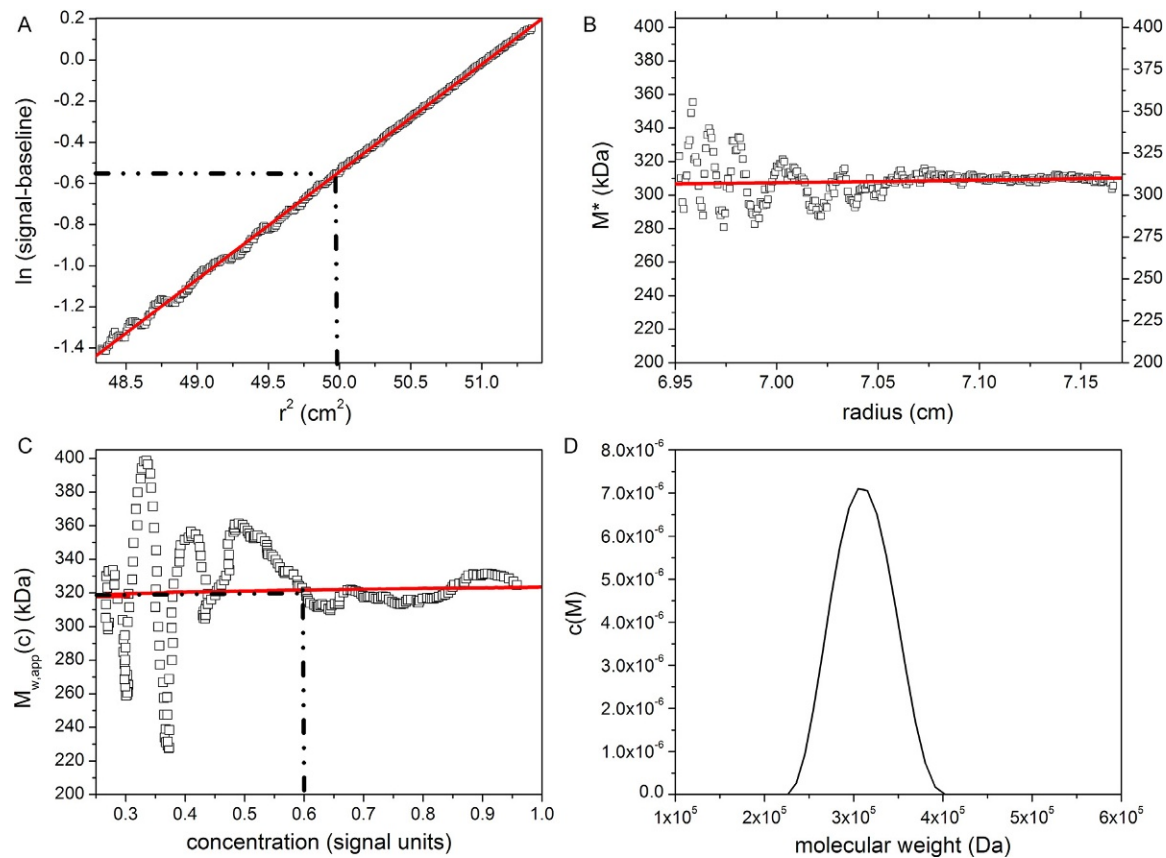 A
ln (signal-baseline)
0.2
0.0
-0.2
-0.4
-0.6
-0.8
-1.0
-1.2
-1.4
48.5 49.0 49.5 50.0 50.5 51.0
r² (cm²)
B
M* (kDa)
400 400
380
360 375
340 350
320 325
300 300
280 275
260 250
240
220 225
200 200
6.95 7.00 7.05 7.10 7.15
radius (cm)
C
Mw,app(c) (kDa)
400
380
360
340
320
300
280
260
240
220
200
0.3 0.4 0.5 0.6 0.7 0.8 0.9 1.0
concentration (signal units)
D
c(M)
8.0x10⁻⁶
7.0x10⁻⁶
6.0x10⁻⁶
5.0x10⁻⁶
4.0x10⁻⁶
3.0x10⁻⁶
2.0x10⁻⁶
1.0x10⁻⁶
0.0
1x10⁵ 2x10⁵ 3x10⁵ 4x10⁵ 5x10⁵ 6x10⁵
molecular weight (Da)